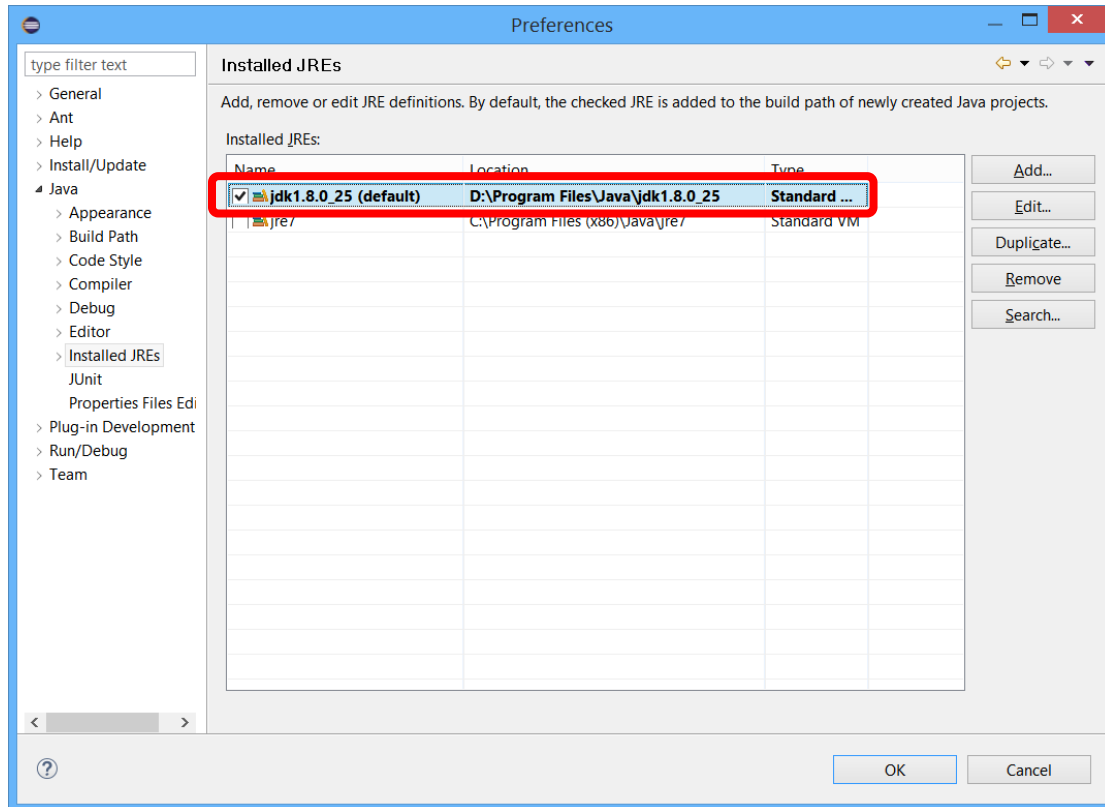 Preferences
type filter text
General
Ant
Help
Install/Update
Java
Appearance
Build Path
Code Style
Compiler
Debug
Editor
Installed JREs
JUnit
Properties Files Edi
Plug-in Development
Run/Debug
Team
Installed JREs
Add, remove or edit JRE definitions. By default, the checked JRE is added to the build path of newly created Java projects.
Installed JREs:
Name Location Type
jdk1.8.0_25 (default) D:\Program Files\Java\jdk1.8.0_25 Standard ...
jre7 C:\Program Files (x86)\Java\jre7 Standard VM
Add...
Edit...
Duplicate...
Remove
Search...
?
OK Cancel